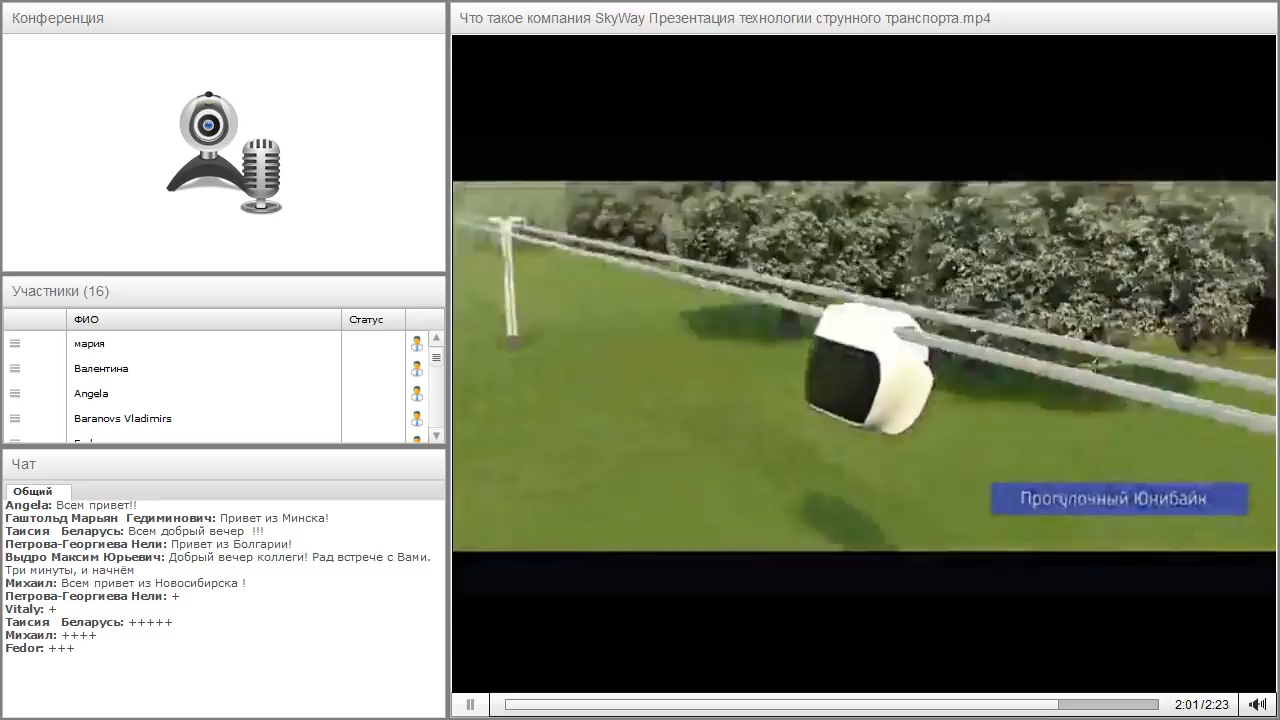 Конференция
Что такое компания SkyWay Презентация технологии струнного транспорта.mp4
Прогулочный Юнибайк
Участники (16)
ФИО Статус
мария
Валентина
Angela
Baranovs Vladimirs
Чат
Общий
Angela: Всем привет!!
Гаштольд Марьян Гедиминович: Привет из Минска!
Таисия Беларусь: Всем добрый вечер !!!
Петрова-Георгиева Нели: Привет из Болгарии!
Выдро Максим Юрьевич: Добрый вечер коллеги! Рад встрече с Вами.
Три минуты, и начнём
Михаил: Всем привет из Новосибирска !
Петрова-Георгиева Нели: +
Vitaly: +
Таисия Беларусь: +++++
Михаил: ++++
Fedor: +++
2:01/2:23